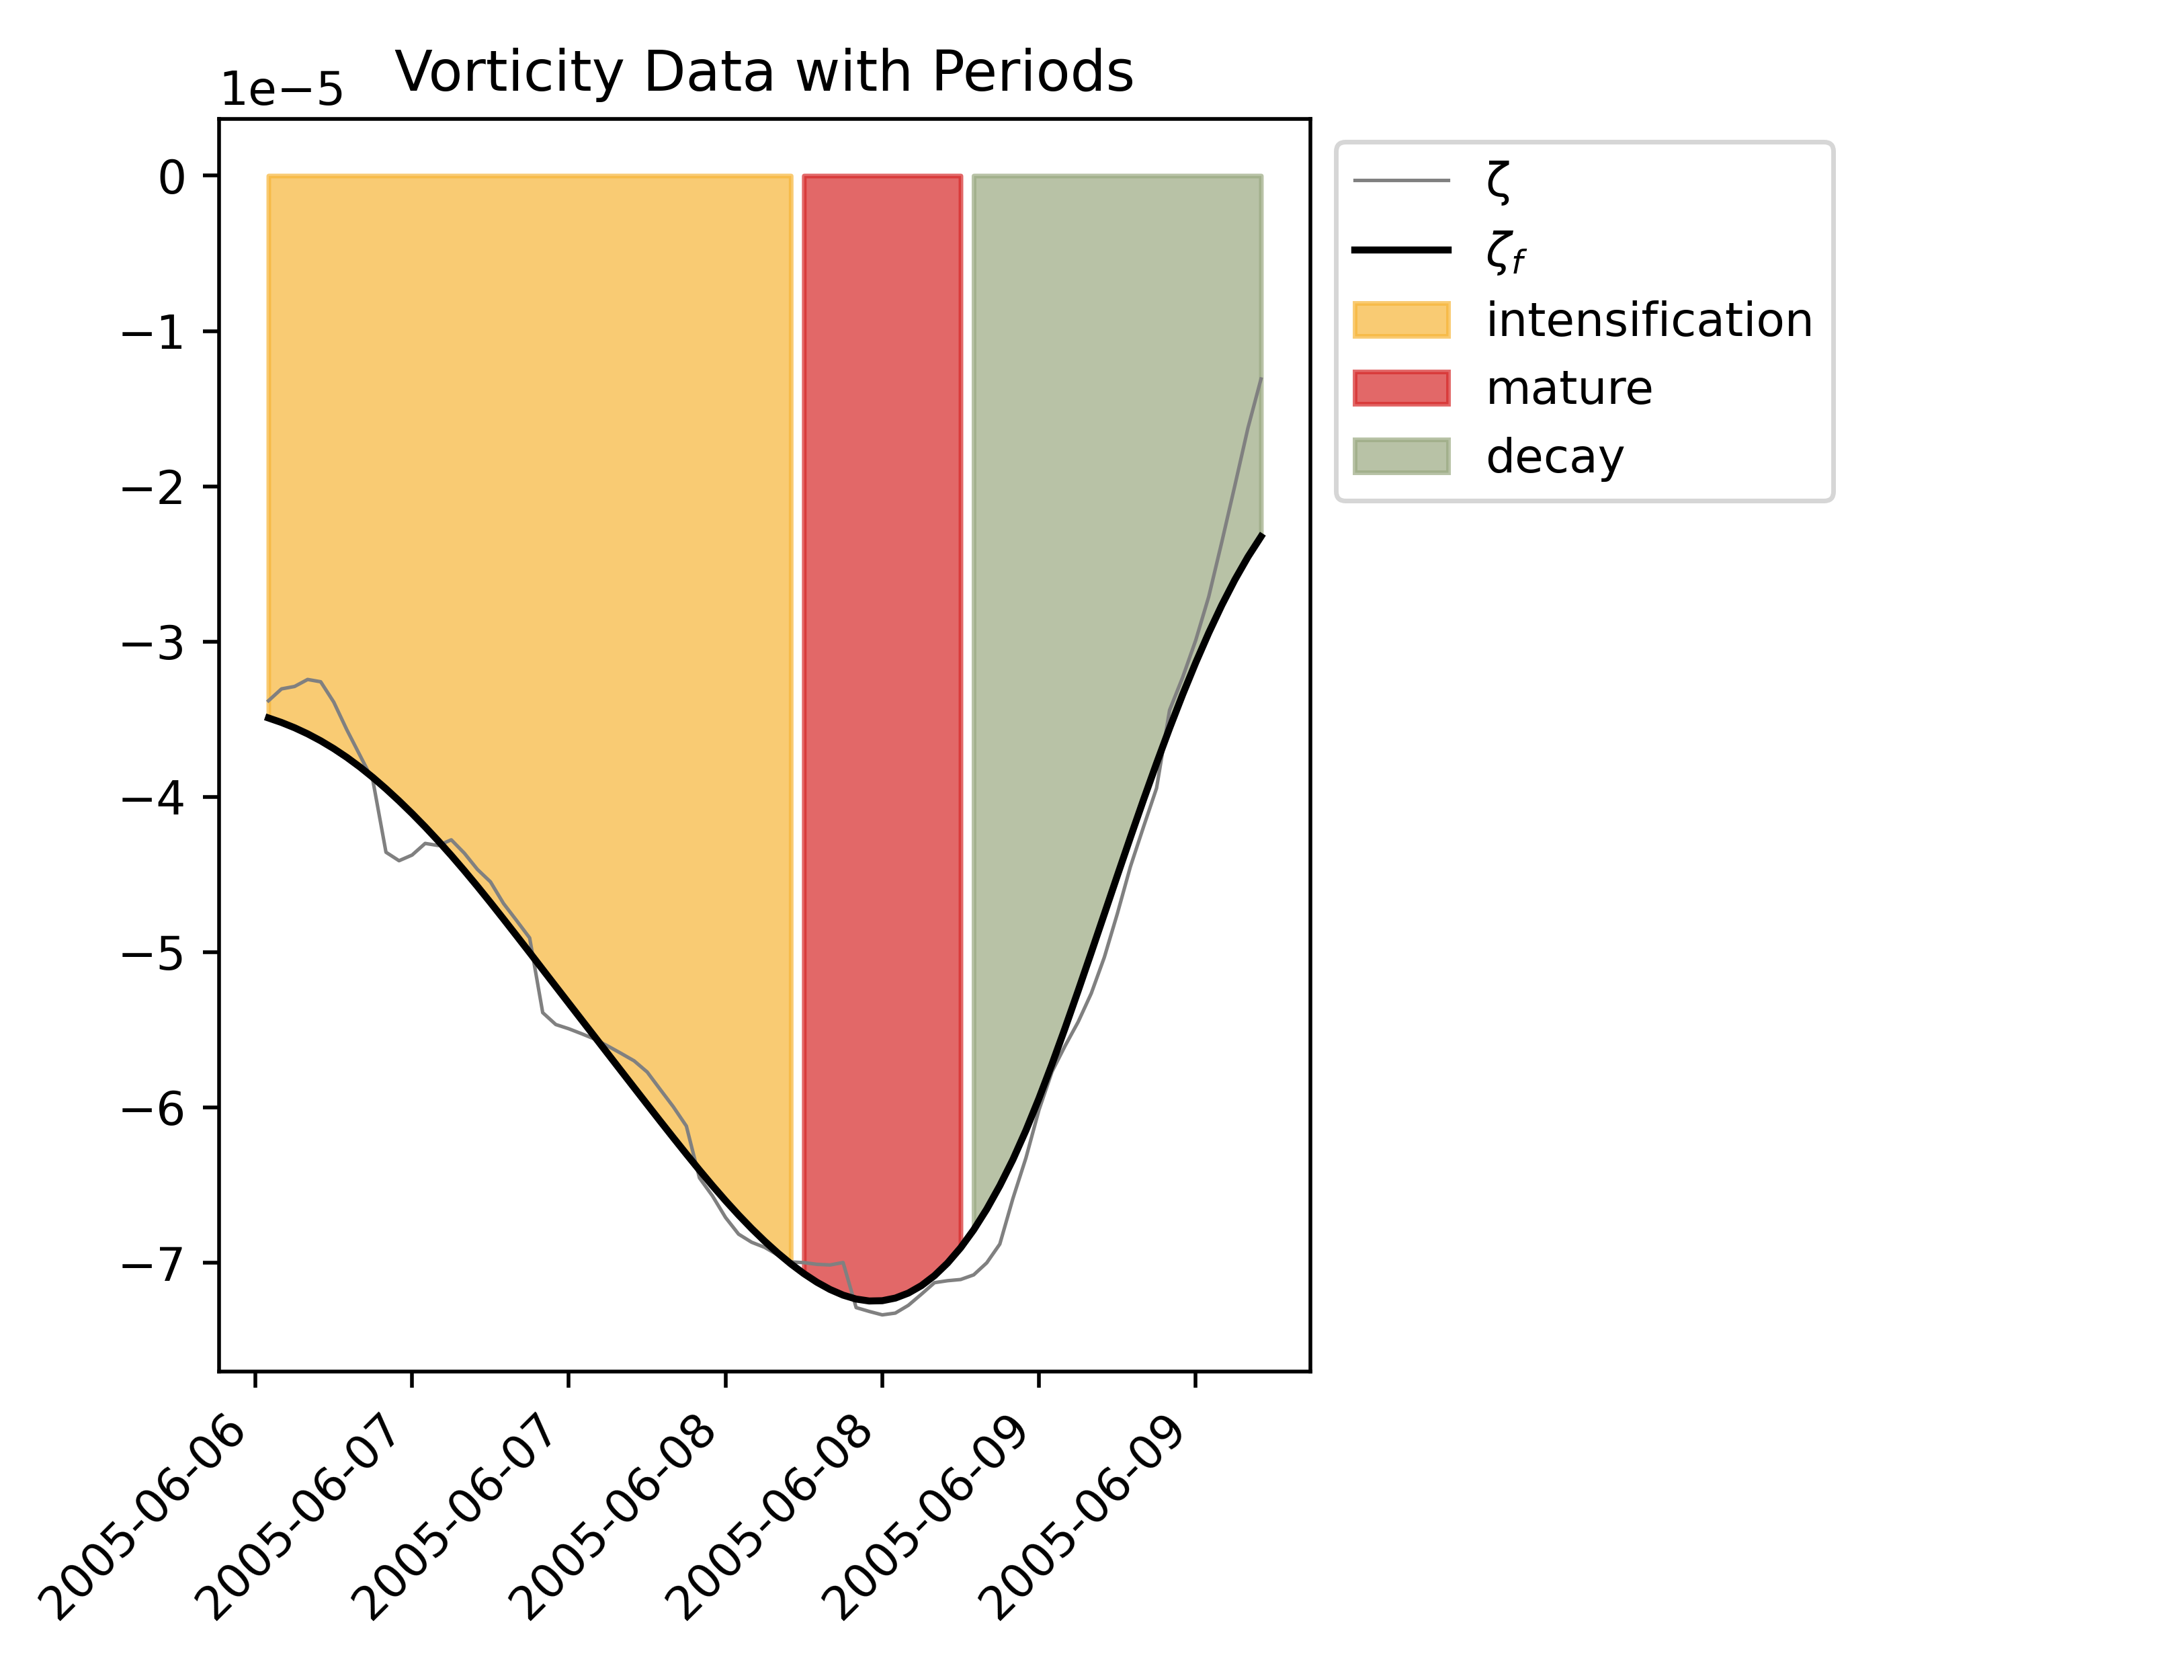 Vorticity Data with Periods
1e−5
0
−1
−2
−3
−4
−5
−6
−7
2005-06-06
2005-06-07
2005-06-07
2005-06-08
2005-06-08
2005-06-09
2005-06-09
ζ
ζf
intensification
mature
decay